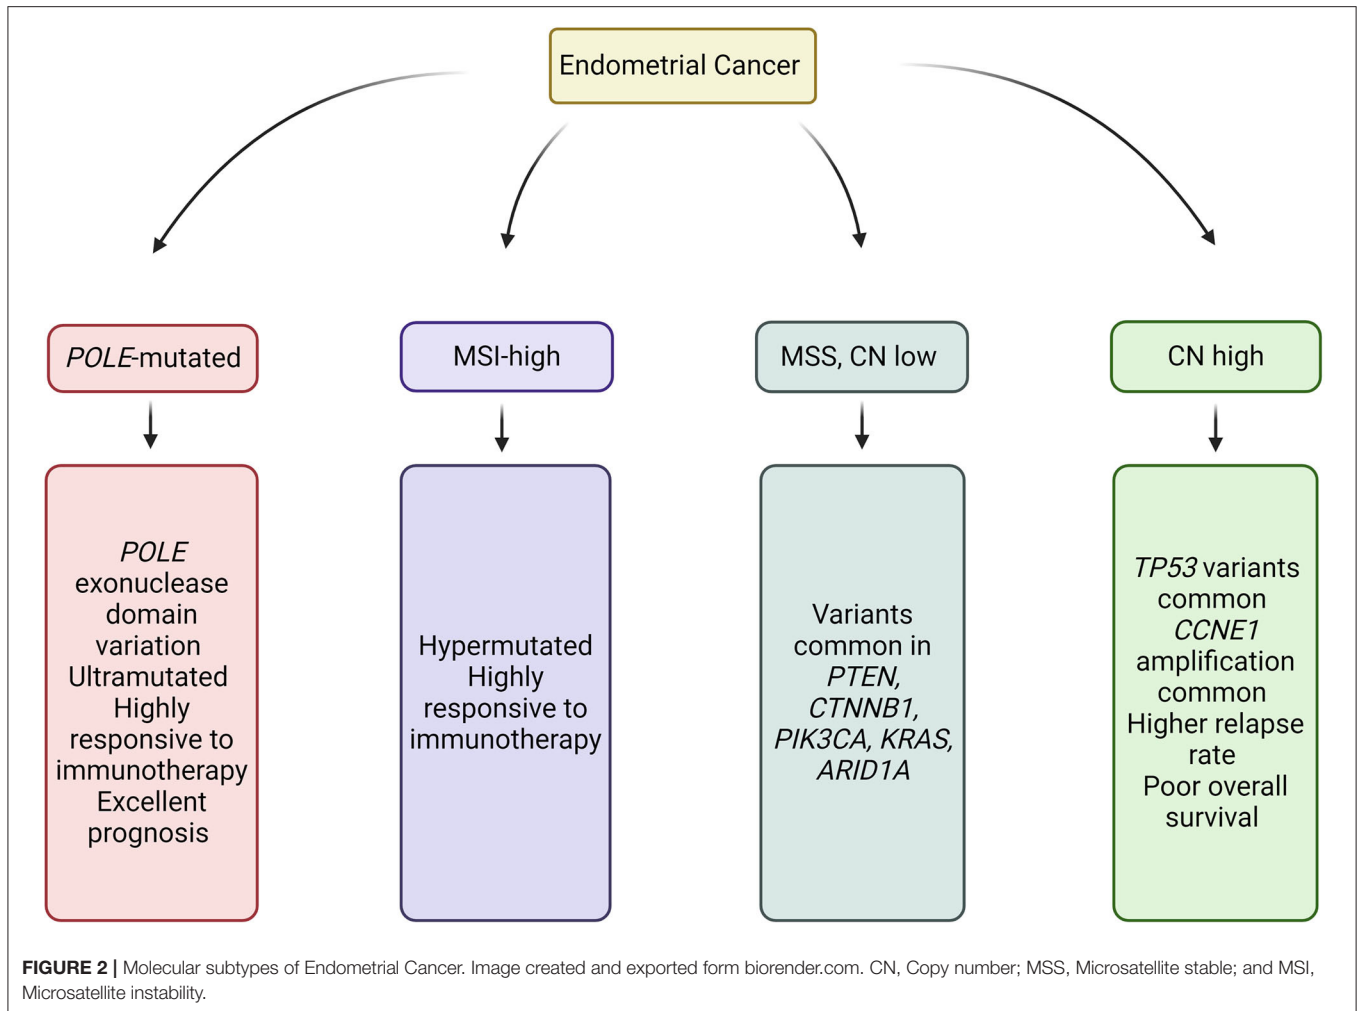 Endometrial Cancer
POLE-mutated
MSI-high
MSS, CN low
CN high
POLE
exonuclease
domain
variation
Ultramutated
Highly
responsive to
immunotherapy
Excellent
prognosis
Hypermutated
Highly
responsive to
immunotherapy
Variants
common in
PTEN,
CTNNB1,
PIK3CA, KRAS,
ARID1A
TP53 variants
common
CCNE1
amplification
common
Higher relapse
rate
Poor overall
survival
FIGURE 2 | Molecular subtypes of Endometrial Cancer. Image created and exported form biorender.com. CN, Copy number; MSS, Microsatellite stable; and MSI,
Microsatellite instability.